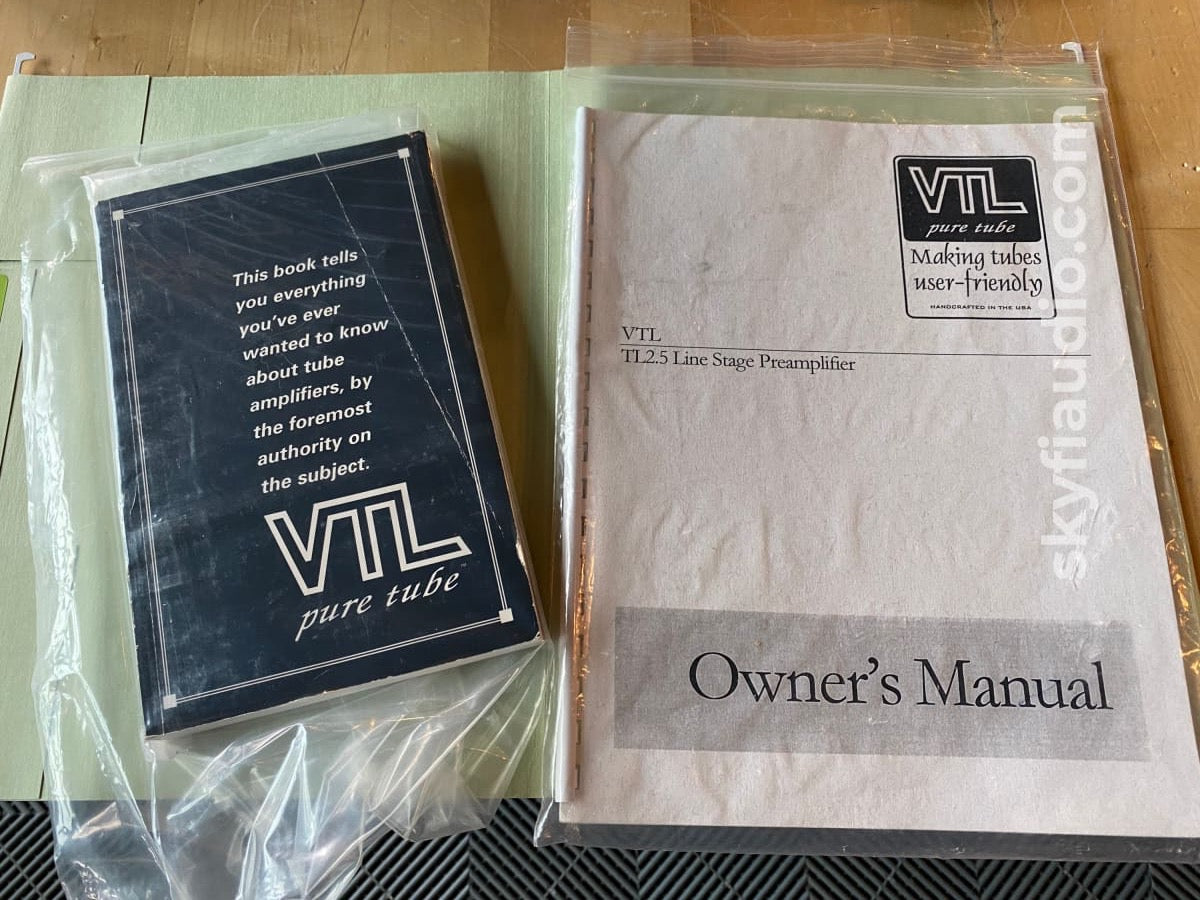 This book tells
you everything
you've ever
wanted to know
about tube
amplifiers, by
the foremost
authority on
the subject.
VTL
pure tube™
VTL
pure tube
Making tubes
user-friendly
HANDCRAFTED IN THE USA
VTL
TL2.5 Line Stage Preamplifier
Owner's Manual
skyfiaudio.com